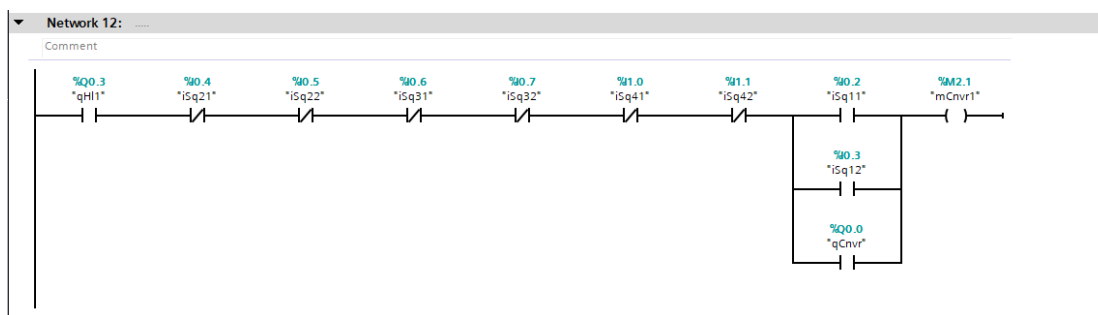 Network 12: .....
Comment
%Q0.3 %I0.4 %I0.5 %I0.6 %I0.7 %I1.0 %I1.1 %I0.2 %M2.1
"qHl1" "iSq21" "iSq22" "iSq31" "iSq32" "iSq41" "iSq42" "iSq11" "mCnvr1"
%I0.3
"iSq12"
%Q0.0
"qCnvr"